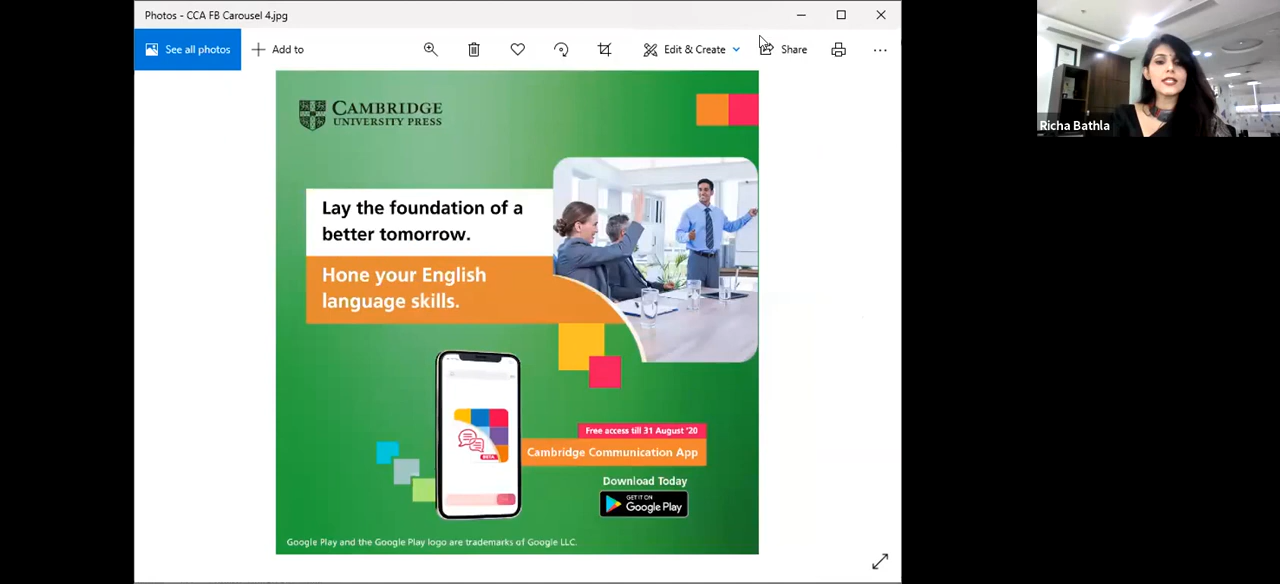 Photos - CCA FB Carousel 4.jpg
See all photos
Add to
Edit & Create
Share
CAMBRIDGE
UNIVERSITY PRESS
Lay the foundation of a
better tomorrow.
Hone your English
language skills.
BETA
Free access till 31 August '20
Cambridge Communication App
Download Today
GET IT ON
Google Play
Google Play and the Google Play logo are trademarks of Google LLC.
Richa Bathla